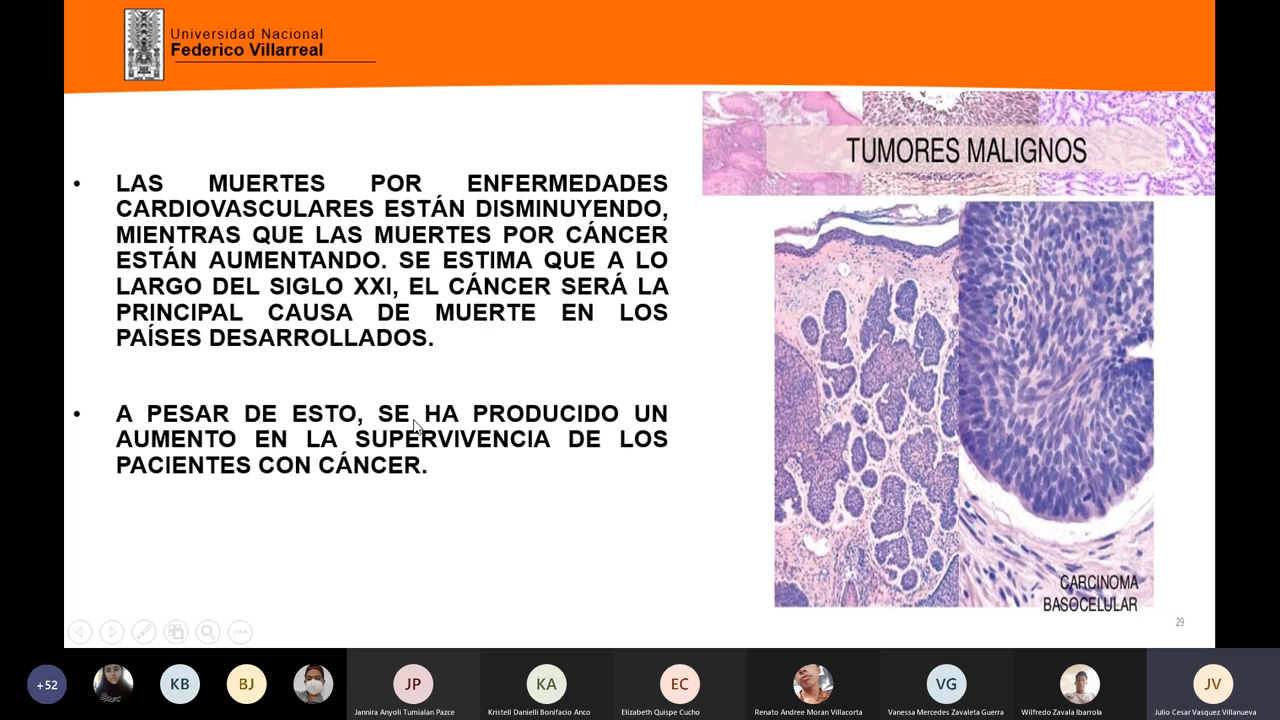 Universidad Nacional
Federico Villarreal
• LAS MUERTES POR ENFERMEDADES
CARDIOVASCULARES ESTÁN DISMINUYENDO,
MIENTRAS QUE LAS MUERTES POR CÁNCER
ESTÁN AUMENTANDO. SE ESTIMA QUE A LO
LARGO DEL SIGLO XXI, EL CÁNCER SERÁ LA
PRINCIPAL CAUSA DE MUERTE EN LOS
PAÍSES DESARROLLADOS.
• A PESAR DE ESTO, SE HA PRODUCIDO UN
AUMENTO EN LA SUPERVIVENCIA DE LOS
PACIENTES CON CÁNCER.
TUMORES MALIGNOS
CARCINOMA
BASOCELULAR
29
+52
KB
BJ
JP
KA
EC
VG
JV
Jannira Anyoli Tumialan Pazce
Kristell Danielli Bonifacio Anco
Elizabeth Quispe Cucho
Renato Andree Moran Villacorta
Vanessa Mercedes Zavaleta Guerra
Wilfredo Zavala Ibarrola
Julio Cesar Vasquez Villanueva